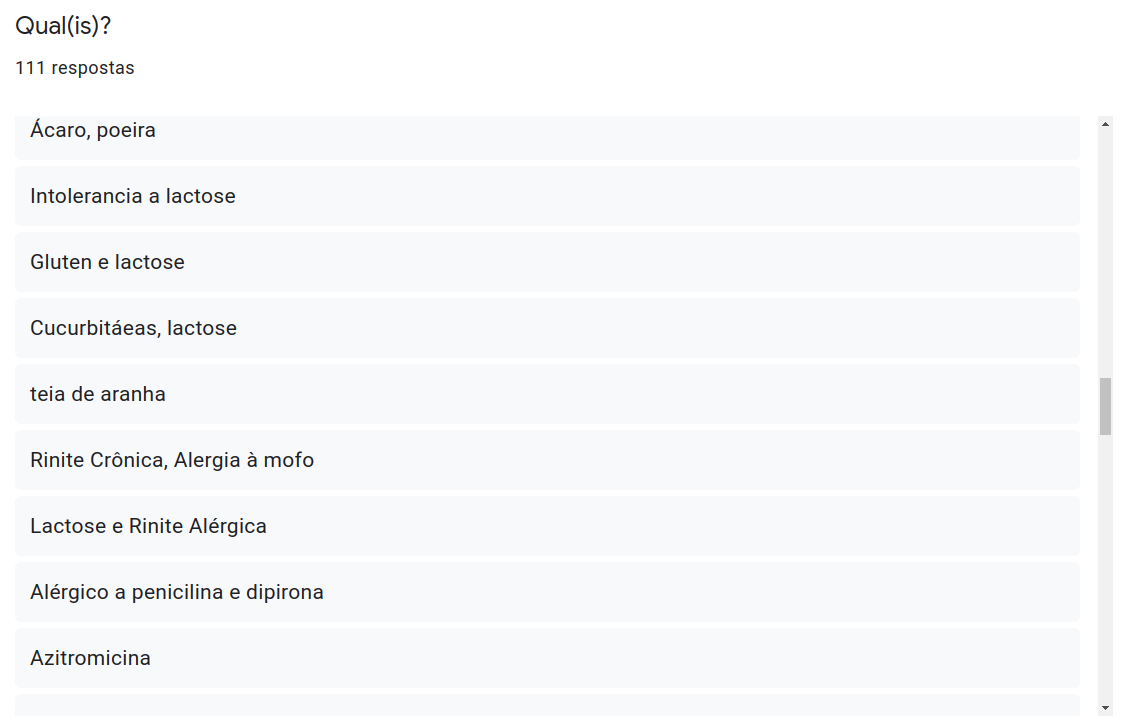 Qual(is)?
111 respostas
Ácaro, poeira
Intolerancia a lactose
Gluten e lactose
Cucurbitáeas, lactose
teia de aranha
Rinite Crônica, Alergia à mofo
Lactose e Rinite Alérgica
Alérgico a penicilina e dipirona
Azitromicina